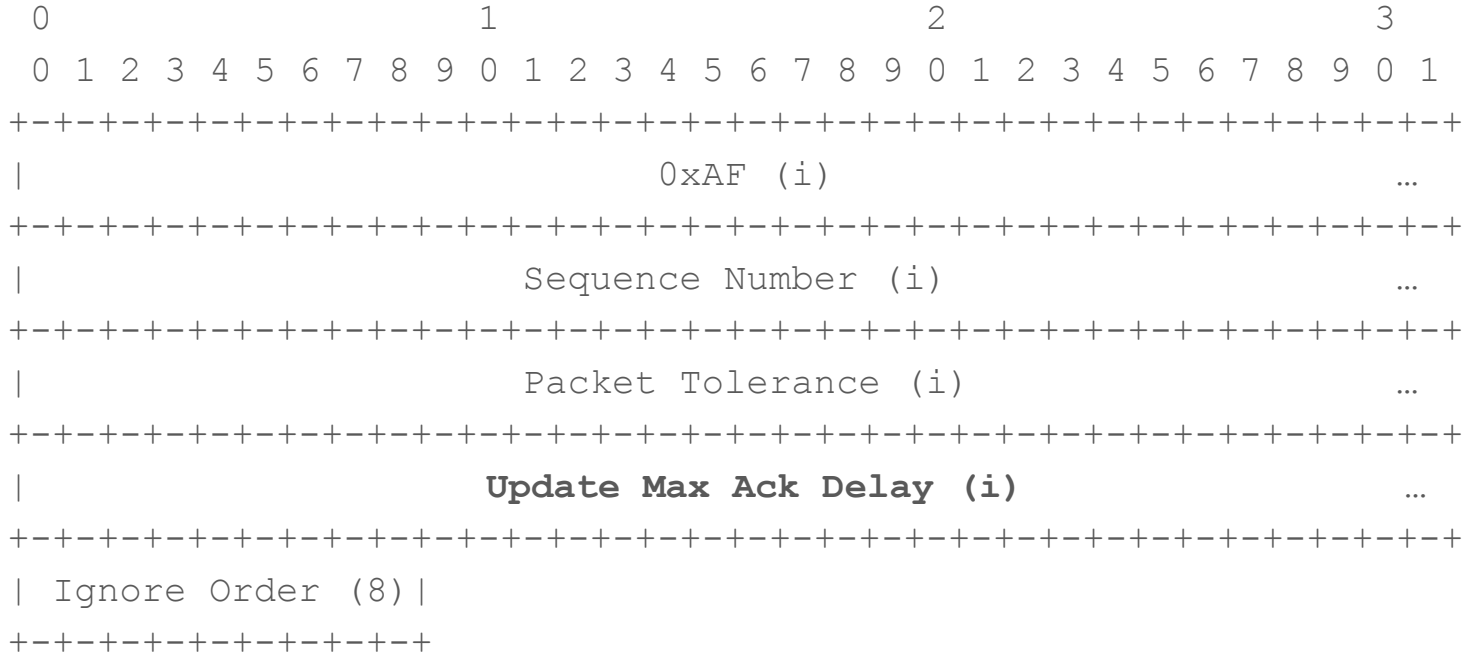 0                   1                   2                   3
 0 1 2 3 4 5 6 7 8 9 0 1 2 3 4 5 6 7 8 9 0 1 2 3 4 5 6 7 8 9 0 1
+-+-+-+-+-+-+-+-+-+-+-+-+-+-+-+-+-+-+-+-+-+-+-+-+-+-+-+-+-+-+-+-+
|                            0xAF (i)                         …
+-+-+-+-+-+-+-+-+-+-+-+-+-+-+-+-+-+-+-+-+-+-+-+-+-+-+-+-+-+-+-+-+
|                      Sequence Number (i)                    …
+-+-+-+-+-+-+-+-+-+-+-+-+-+-+-+-+-+-+-+-+-+-+-+-+-+-+-+-+-+-+-+-+
|                      Packet Tolerance (i)                   …
+-+-+-+-+-+-+-+-+-+-+-+-+-+-+-+-+-+-+-+-+-+-+-+-+-+-+-+-+-+-+-+-+
|                    Update Max Ack Delay (i)                 …
+-+-+-+-+-+-+-+-+-+-+-+-+-+-+-+-+-+-+-+-+-+-+-+-+-+-+-+-+-+-+-+-+
| Ignore Order (8)|
+-+-+-+-+-+-+-+-+-+